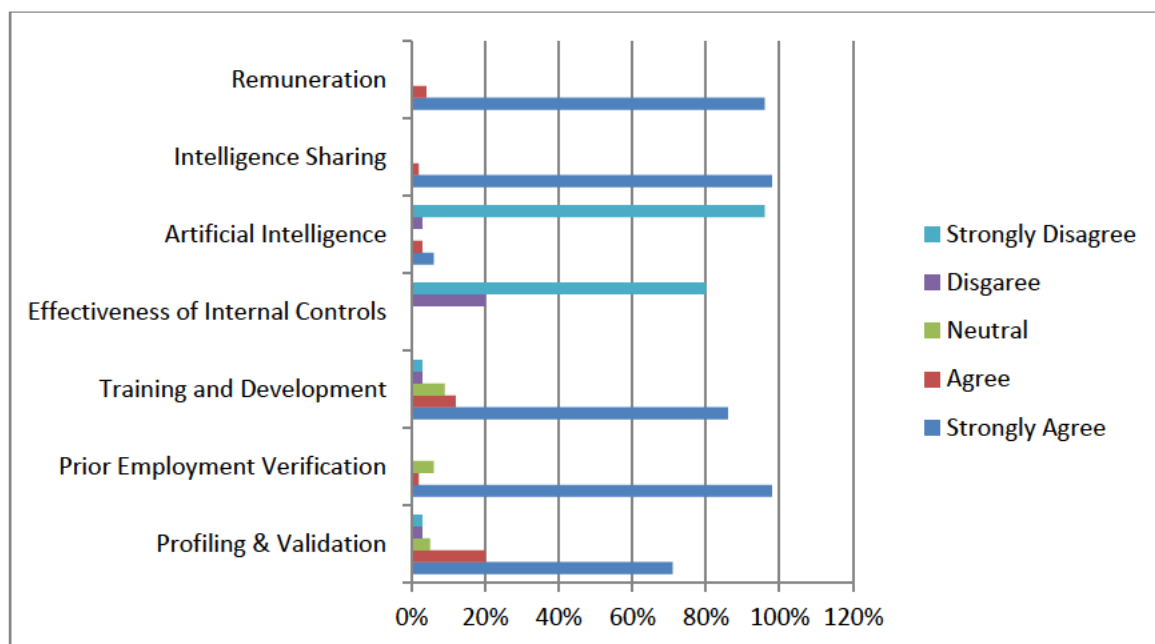 Remuneration
Intelligence Sharing
Artificial Intelligence
Effectiveness of Internal Controls
Training and Development
Prior Employment Verification
Profiling & Validation
0% 20% 40% 60% 80% 100% 120%
Strongly Disagree
Disgaree
Neutral
Agree
Strongly Agree